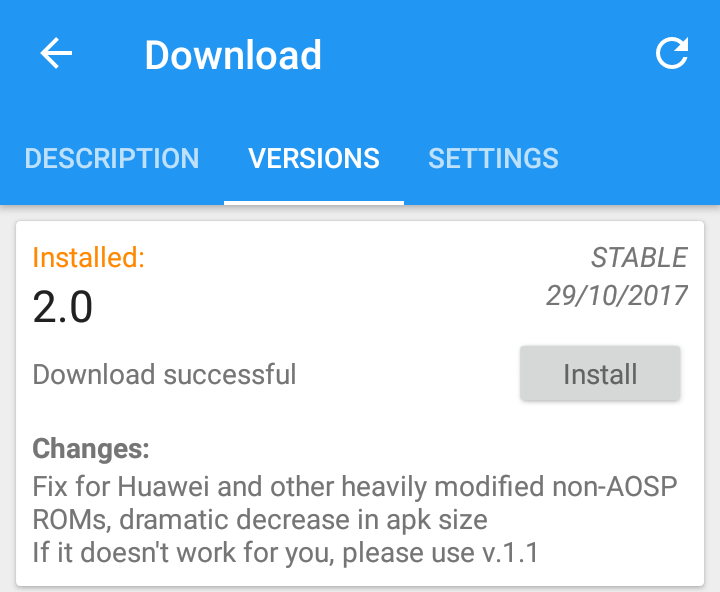 Download
DESCRIPTION
VERSIONS
SETTINGS
Installed:
STABLE
2.0
29/10/2017
Download successful
Install
Changes:
Fix for Huawei and other heavily modified non-AOSP
ROMs, dramatic decrease in apk size
If it doesn't work for you, please use v.1.1